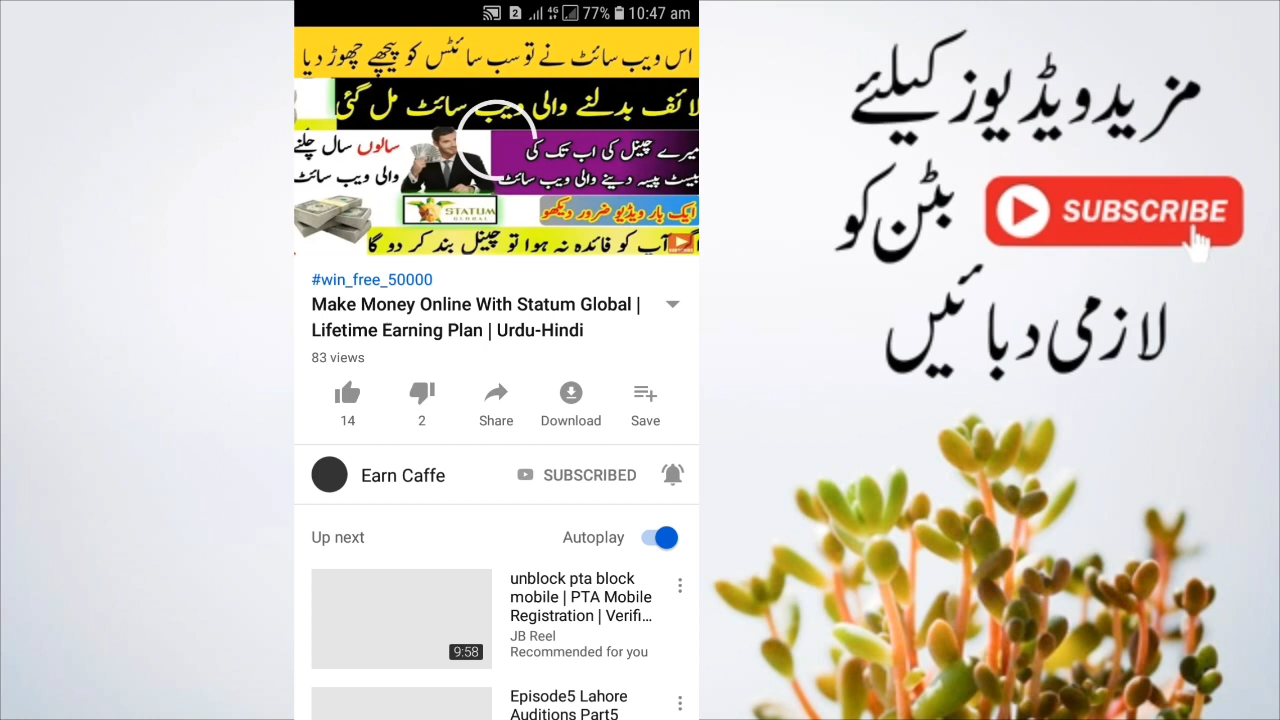 4G 77% 10:47 am
اس ویب سائٹ نے تو سب سائٹس کو پیچھے چھوڑ دیا
لائف بدلنے والی ویب سائٹ مل گئی
سالوں سال چلنے
والی ویب سائٹ
میرے چینل کی اب تک کی
بیسٹ پیسہ دینے والی ویب سائٹ
STATUM
GLOBAL
ایک بار ویڈیو ضرور دیکھو
آپ کو فائدہ نہ ہوا تو چینل بند کر دو گا
#win_free_50000
Make Money Online With Statum Global |
Lifetime Earning Plan | Urdu-Hindi
83 views
14
2
Share
Download
Save
Earn Caffe
SUBSCRIBED
Up next
Autoplay
unblock pta block
mobile | PTA Mobile
Registration | Verifi...
JB Reel
Recommended for you
9:58
Episode5 Lahore
Auditions Part5
مزید ویڈیوز کیلئے
SUBSCRIBE بٹن کو
لازمی دبائیں